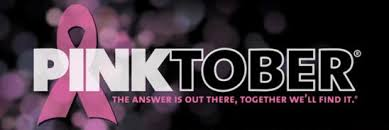 PINKTOBER®
THE ANSWER IS OUT THERE, TOGETHER WE'LL FIND IT.®